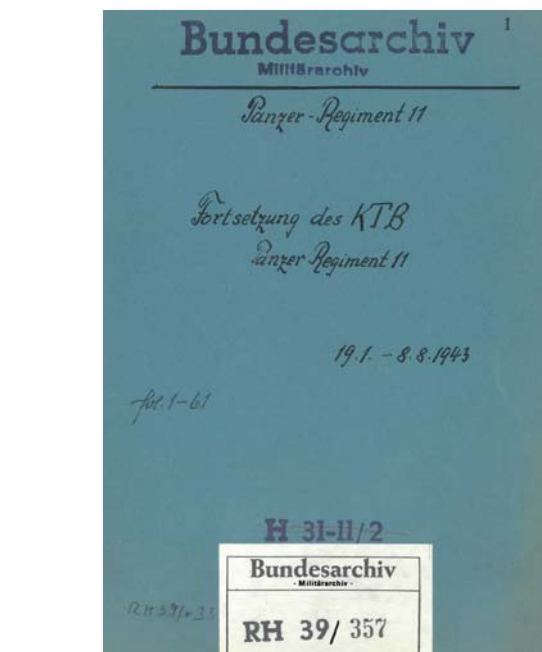 1
Bundesarchiv
Militärarchiv
Panzer-Regiment 11
Fortsetzung des KTB
Panzer Regiment 11
19.1. – 8.8.1943
fol. 1–61
H 31-11/2
Bundesarchiv
- Militärarchiv -
RH 39/ 357